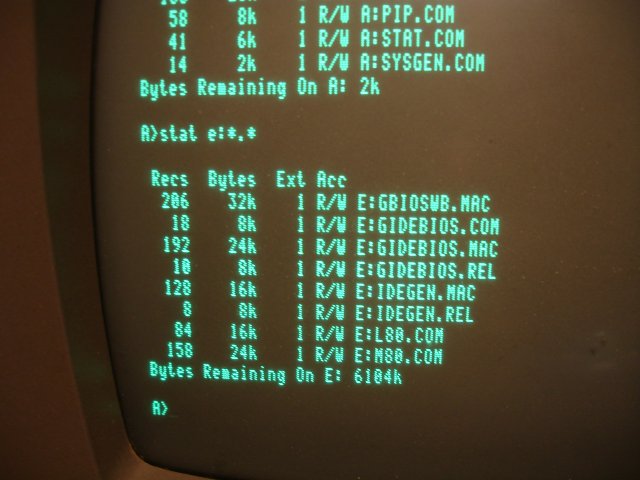 58 8k 1 R/W A:PIP.COM
41 6k 1 R/W A:STAT.COM
14 2k 1 R/W A:SYSGEN.COM
Bytes Remaining On A: 2k
A>stat e:*.*
Recs Bytes Ext Acc
206 32k 1 R/W E:GBIOSWB.MAC
18 8k 1 R/W E:GIDEBIOS.COM
192 24k 1 R/W E:GIDEBIOS.MAC
10 8k 1 R/W E:GIDEBIOS.REL
128 16k 1 R/W E:IDEGEN.MAC
8 8k 1 R/W E:IDEGEN.REL
84 16k 1 R/W E:L80.COM
158 24k 1 R/W E:M80.COM
Bytes Remaining On E: 6104k
A>